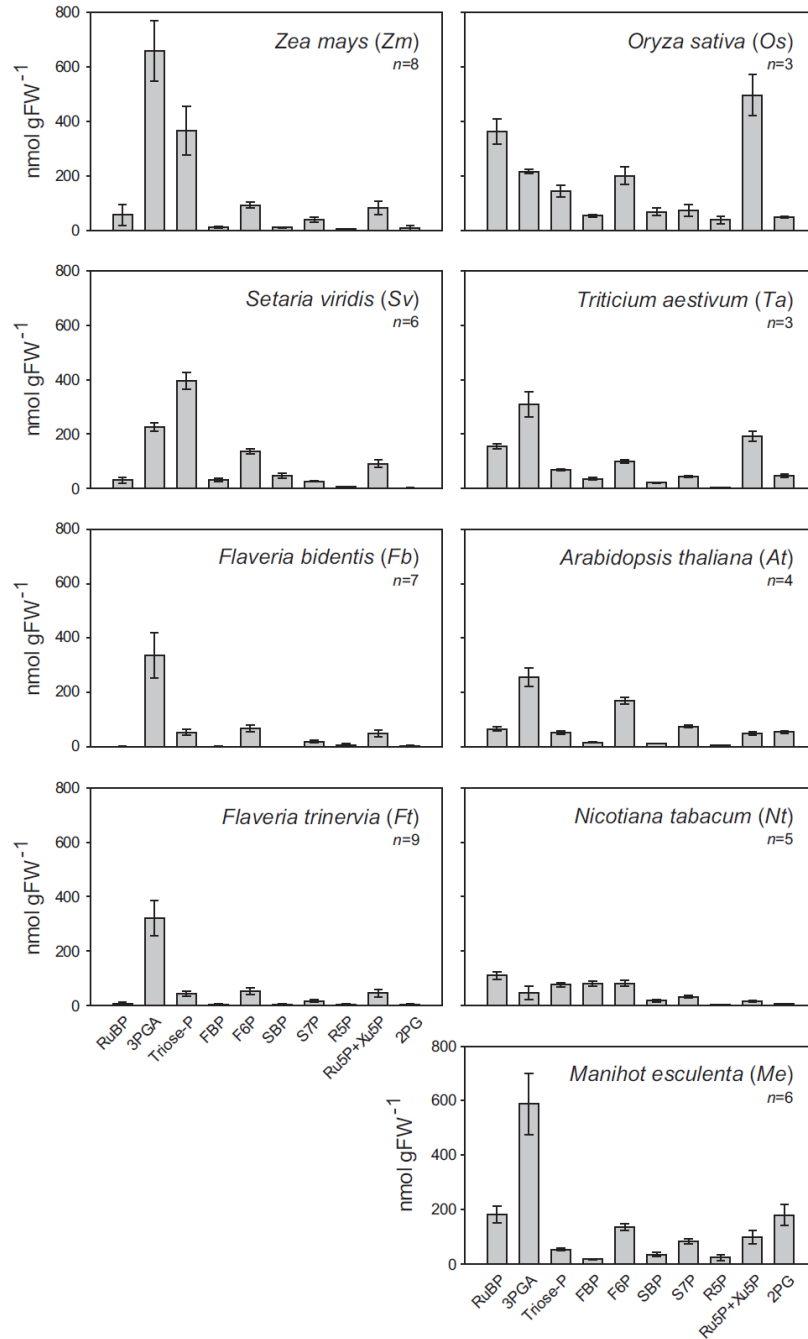 800
600
400
200
0
nmol gFW-1
Zea mays (Zm)
n=8
Oryza sativa (Os)
n=3
800
600
400
200
0
nmol gFW-1
Setaria viridis (Sv)
n=6
Triticium aestivum (Ta)
n=3
800
600
400
200
0
nmol gFW-1
Flaveria bidentis (Fb)
n=7
Arabidopsis thaliana (At)
n=4
800
600
400
200
0
nmol gFW-1
Flaveria trinervia (Ft)
n=9
Nicotiana tabacum (Nt)
n=5
RuBP
3PGA
Triose-P
FBP
F6P
SBP
S7P
R5P
Ru5P+Xu5P
2PG
800
600
400
200
0
nmol gFW-1
Manihot esculenta (Me)
n=6
RuBP
3PGA
Triose-P
FBP
F6P
SBP
S7P
R5P
Ru5P+Xu5P
2PG